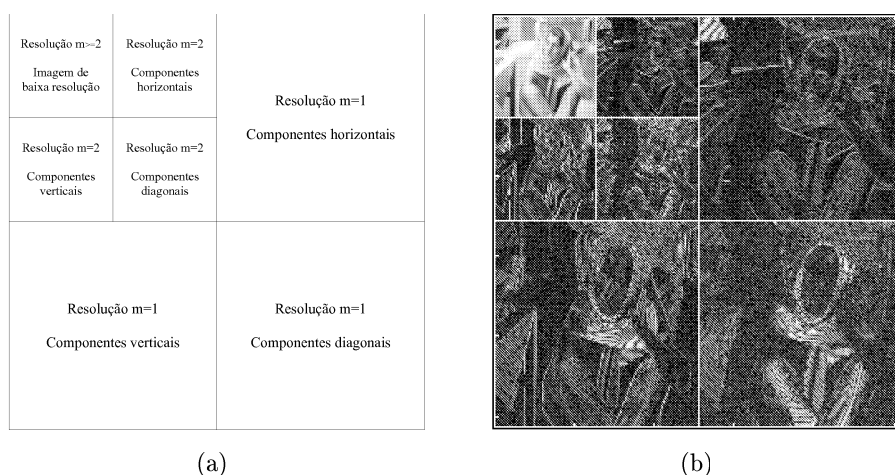 Resolução m>=2
Imagem de
baixa resolução
Resolução m=2
Componentes
horizontais
Resolução m=1
Componentes horizontais
Resolução m=2
Componentes
verticais
Resolução m=2
Componentes
diagonais
Resolução m=1
Componentes verticais
Resolução m=1
Componentes diagonais
(a)
(b)